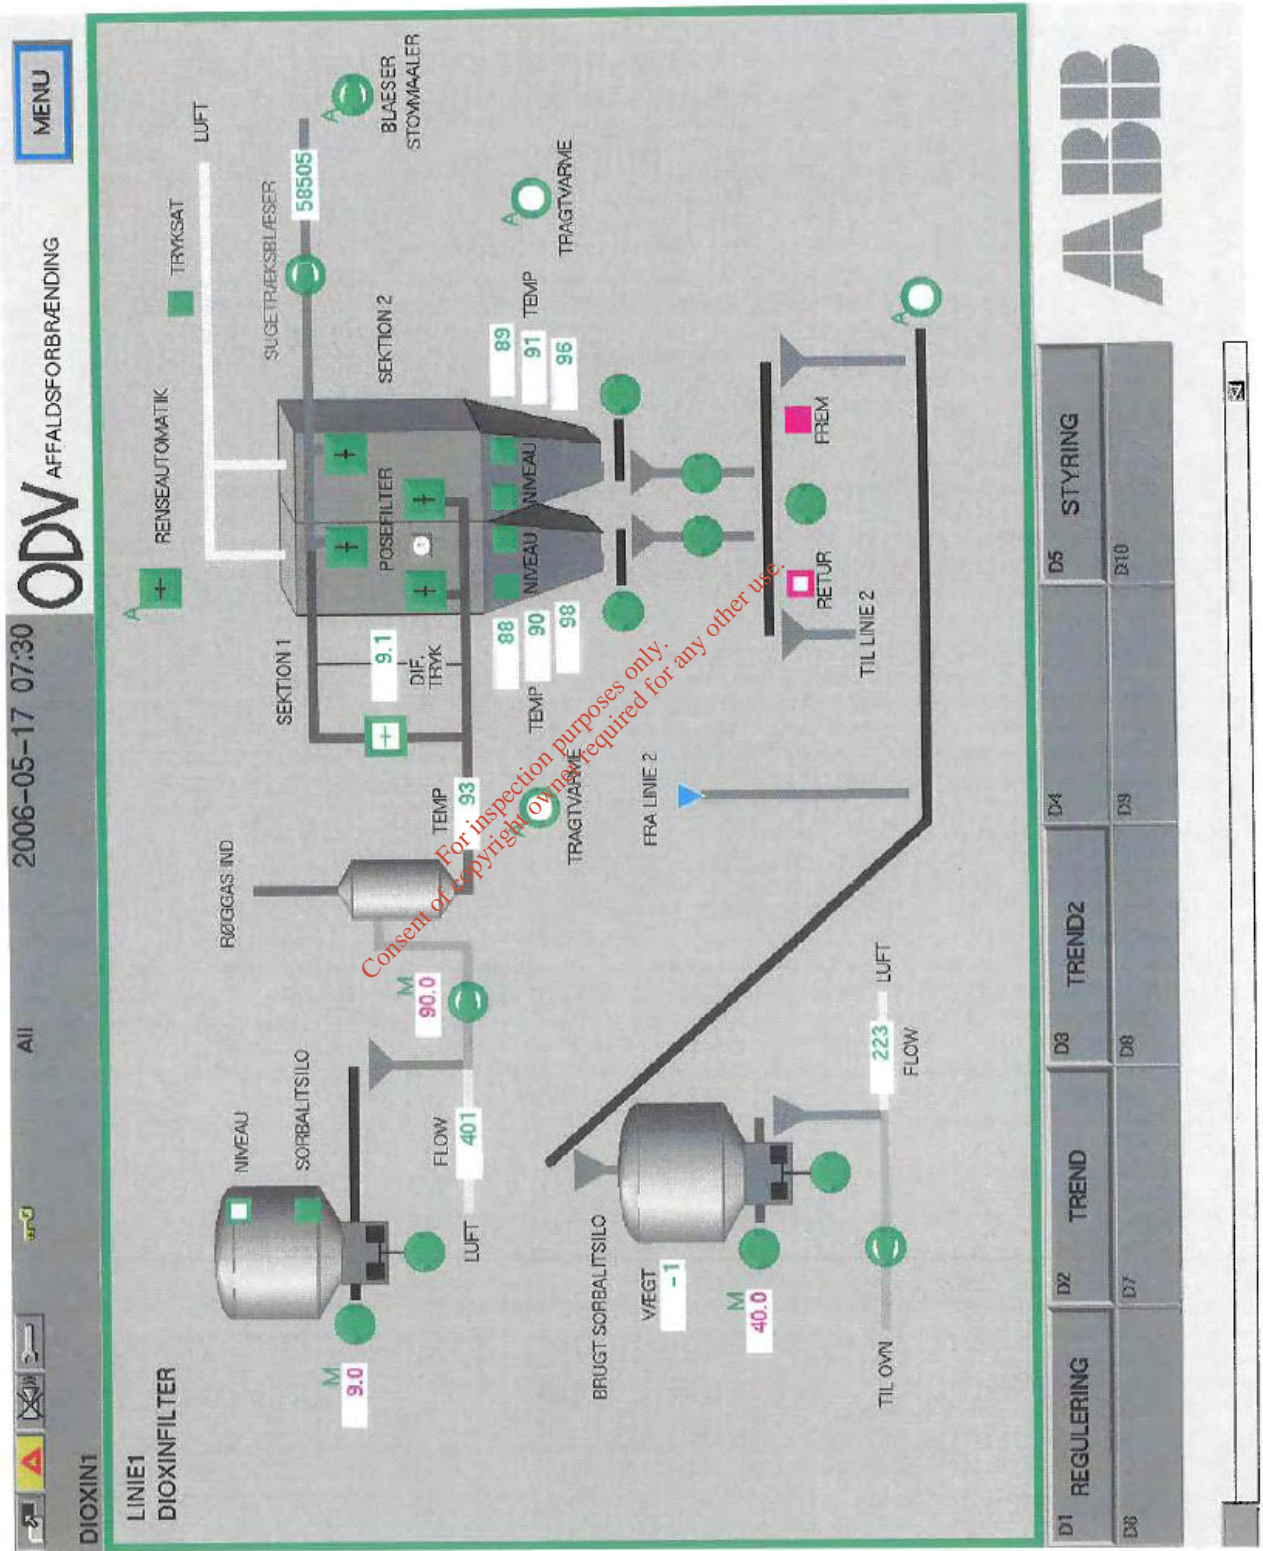 2006-05-17 07:30
All
ODV AFFALDSFORBRÆNDING
MENU
DIOXIN1
LINIE1
DIOXINFILTER
A
RENSEAUTOMATIK
TRYKSAT
LUFT
NIVEAU
SORBALITSILO
RØGGAS IND
SEKTION 1
SEKTION 2
SUGETRÆKSBLÆSER
58505
A
BLAESER
STOVMAALER
POSEFILTER
9.1
DIF.
TRYK
M
9.0
M
90.0
TEMP
93
FLOW
401
LUFT
NIVEAU
NIVEAU
88
90
98
TEMP
89
91
96
TEMP
A
TRAGTVARME
A
TRAGTVARME
BRUGT SORBALITSILO
VÆGT
-1
M
40.0
FRA LINIE 2
RETUR
FREM
TIL LINIE 2
A
TIL OVN
223
FLOW
LUFT
D1 REGULERING
D2 TREND
D3 TREND2
D4
D5 STYRING
D6
D7
D8
D9
D10
ABB
For inspection purposes only.
Consent of copyright owner required for any other use.